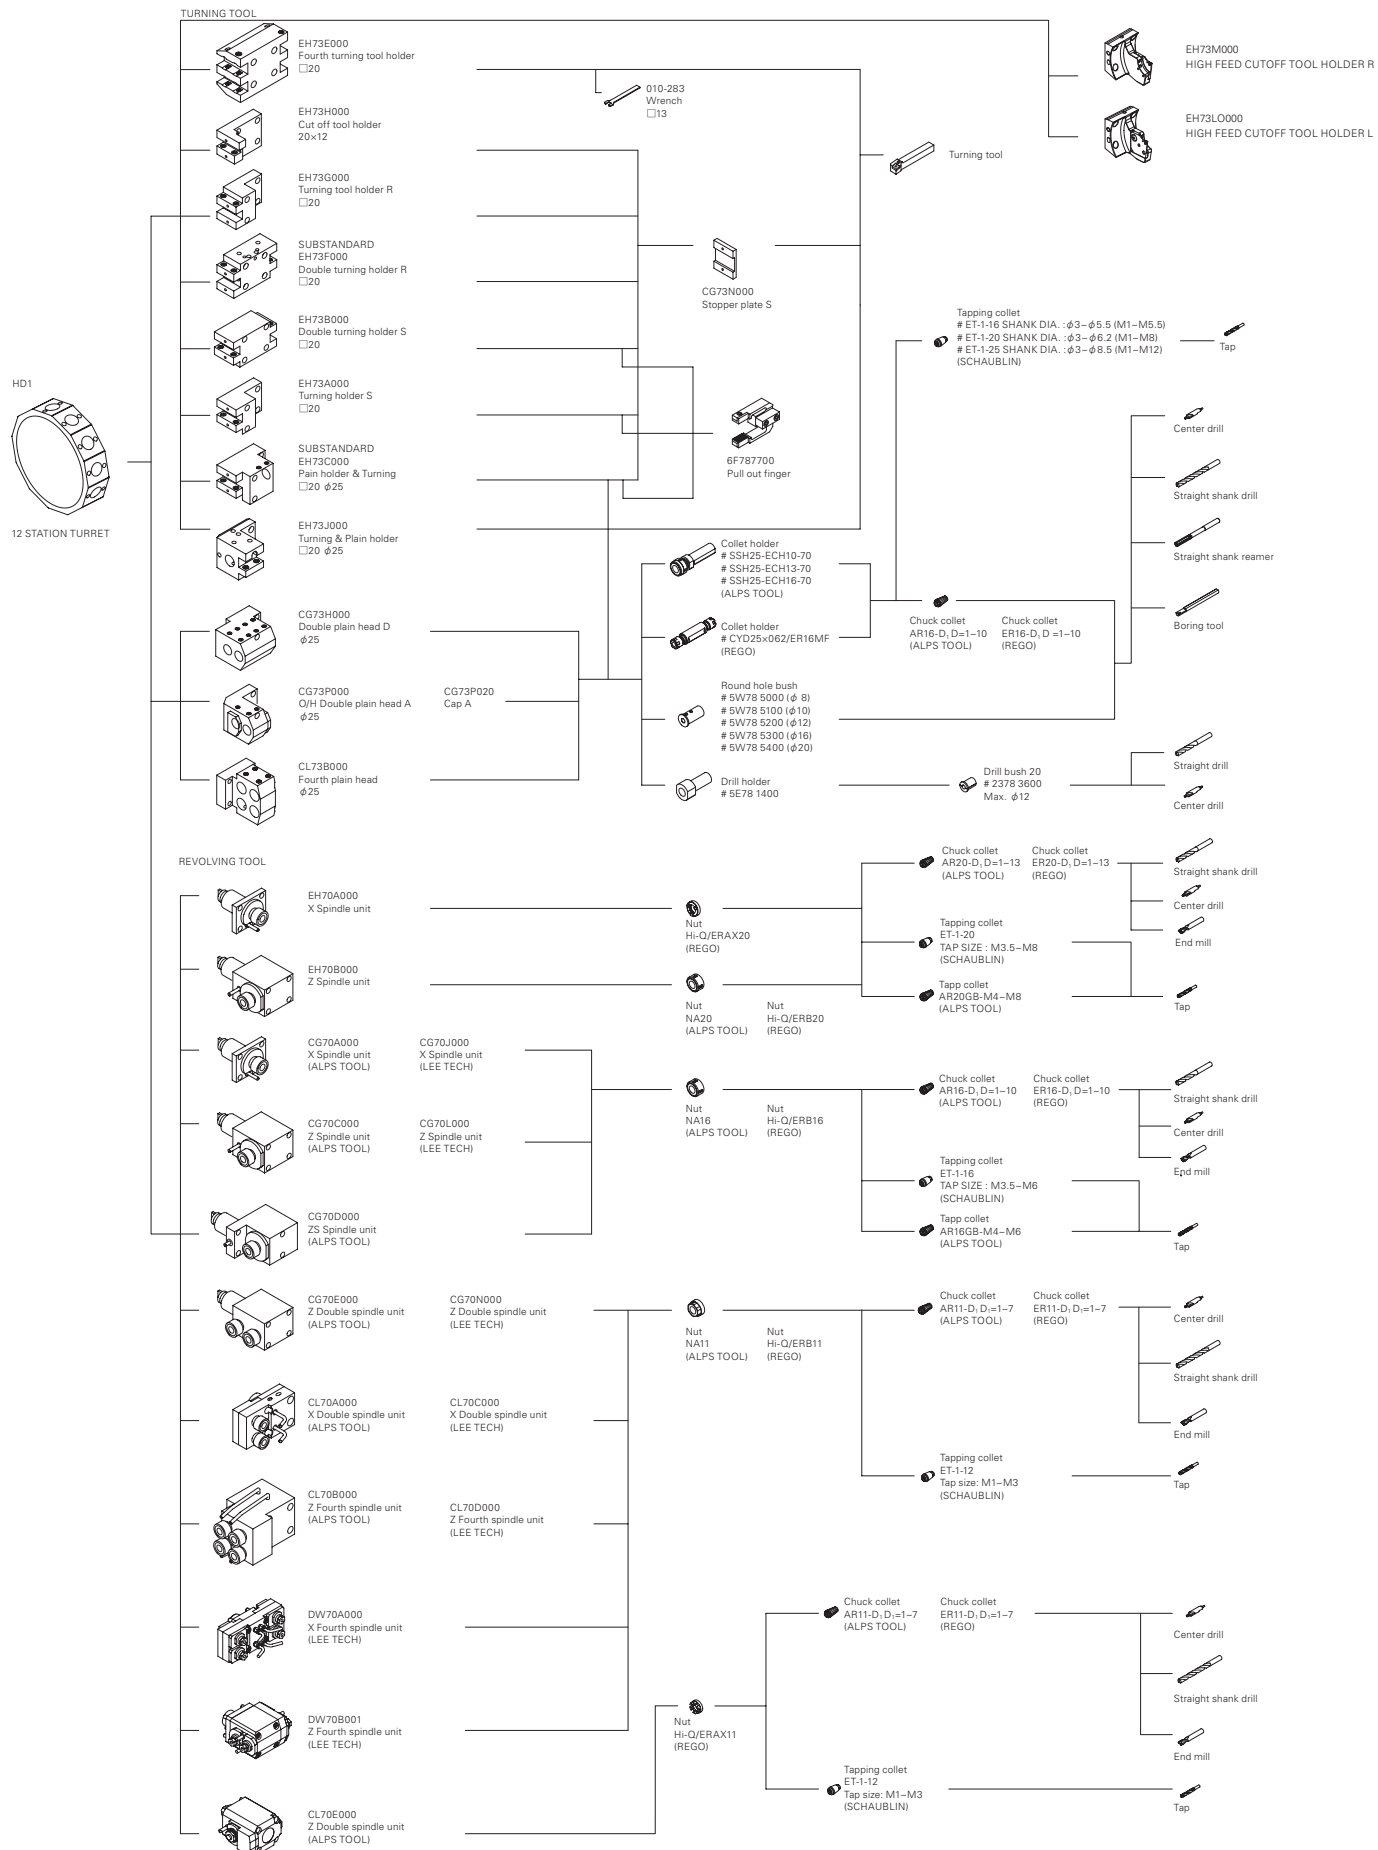 TURNING TOOL
EH73E000
Fourth turning tool holder
□20
010-283
Wrench
□13
EH73M000
HIGH FEED CUTOFF TOOL HOLDER R
EH73LO000
HIGH FEED CUTOFF TOOL HOLDER L
EH73H000
Cut off tool holder
20×12
Turning tool
EH73G000
Turning tool holder R
□20
SUBSTANDARD
EH73F000
Double turning holder R
□20
CG73N000
Stopper plate S
EH73B000
Double turning holder S
□20
Tapping collet
# ET-1-16 SHANK DIA. :φ3–φ5.5 (M1–M5.5)
# ET-1-20 SHANK DIA. :φ3–φ6.2 (M1–M8)
# ET-1-25 SHANK DIA. :φ3–φ8.5 (M1–M12)
(SCHAUBLIN)
Tap
HD1
12 STATION TURRET
EH73A000
Turning holder S
□20
6F787700
Pull out finger
Center drill
SUBSTANDARD
EH73C000
Pain holder & Turning
□20 φ25
Straight shank drill
EH73J000
Turning & Plain holder
□20 φ25
Collet holder
# SSH25-ECH10-70
# SSH25-ECH13-70
# SSH25-ECH16-70
(ALPS TOOL)
Straight shank reamer
CG73H000
Double plain head D
φ25
Collet holder
# CYD25×062/ER16MF
(REGO)
Chuck collet
AR16-D, D=1–10
(ALPS TOOL)
Chuck collet
ER16-D, D =1–10
(REGO)
Boring tool
CG73P000
O/H Double plain head A
φ25
CG73P020
Cap A
Round hole bush
# 5W78 5000 (φ 8)
# 5W78 5100 (φ10)
# 5W78 5200 (φ12)
# 5W78 5300 (φ16)
# 5W78 5400 (φ20)
CL73B000
Fourth plain head
φ25
Drill holder
# 5E78 1400
Drill bush 20
# 2378 3600
Max. φ12
Straight drill
Center drill
REVOLVING TOOL
EH70A000
X Spindle unit
Nut
Hi-Q/ERAX20
(REGO)
Chuck collet
AR20-D, D=1–13
(ALPS TOOL)
Chuck collet
ER20-D, D=1–13
(REGO)
Straight shank drill
Center drill
End mill
Tapping collet
ET-1-20
TAP SIZE : M3.5–M8
(SCHAUBLIN)
EH70B000
Z Spindle unit
Nut
NA20
(ALPS TOOL)
Nut
Hi-Q/ERB20
(REGO)
Tapp collet
AR20GB-M4–M8
(ALPS TOOL)
Tap
CG70A000
X Spindle unit
(ALPS TOOL)
CG70J000
X Spindle unit
(LEE TECH)
Nut
NA16
(ALPS TOOL)
Nut
Hi-Q/ERB16
(REGO)
Chuck collet
AR16-D, D=1–10
(ALPS TOOL)
Chuck collet
ER16-D, D=1–10
(REGO)
Straight shank drill
Center drill
End mill
CG70C000
Z Spindle unit
(ALPS TOOL)
CG70L000
Z Spindle unit
(LEE TECH)
Tapping collet
ET-1-16
TAP SIZE : M3.5–M6
(SCHAUBLIN)
CG70D000
ZS Spindle unit
(ALPS TOOL)
Tapp collet
AR16GB-M4–M6
(ALPS TOOL)
Tap
CG70E000
Z Double spindle unit
(ALPS TOOL)
CG70N000
Z Double spindle unit
(LEE TECH)
Nut
NA11
(ALPS TOOL)
Nut
Hi-Q/ERB11
(REGO)
Chuck collet
AR11-D, D₁=1–7
(ALPS TOOL)
Chuck collet
ER11-D, D₁=1–7
(REGO)
Center drill
Straight shank drill
End mill
CL70A000
X Double spindle unit
(ALPS TOOL)
CL70C000
X Double spindle unit
(LEE TECH)
Tapping collet
ET-1-12
Tap size: M1–M3
(SCHAUBLIN)
Tap
CL70B000
Z Fourth spindle unit
(ALPS TOOL)
CL70D000
Z Fourth spindle unit
(LEE TECH)
DW70A000
X Fourth spindle unit
(LEE TECH)
Chuck collet
AR11-D, D₁=1–7
(ALPS TOOL)
Chuck collet
ER11-D, D₁=1–7
(REGO)
Center drill
Straight shank drill
End mill
DW70B001
Z Fourth spindle unit
(LEE TECH)
Nut
Hi-Q/ERAX11
(REGO)
Tapping collet
ET-1-12
Tap size: M1–M3
(SCHAUBLIN)
Tap
CL70E000
Z Double spindle unit
(ALPS TOOL)